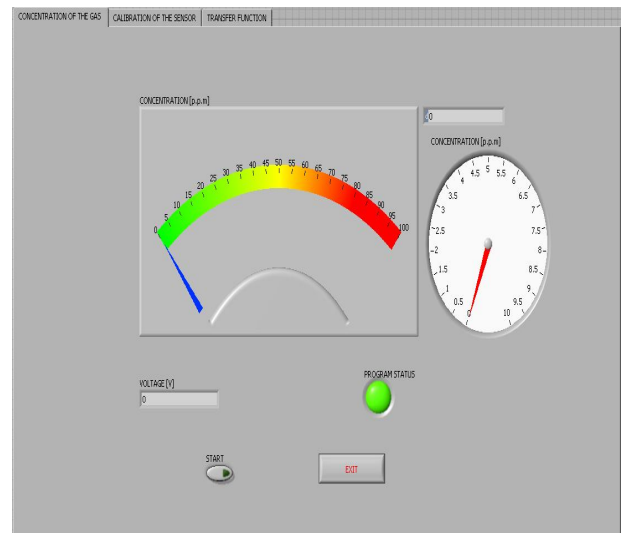 CONCENTRATION OF THE GAS CALIBRATION OF THE SENSOR TRANSFER FUNCTION
CONCENTRATION [p.p.m]
0 5 10 15 20 25 30 35 40 45 50 55 60 65 70 75 80 85 90 95 100
0
CONCENTRATION [p.p.m]
0 0.5 1 1.5 2 2.5 3 3.5 4 4.5 5 5.5 6 7 7.5 8 8.5 9 9.5 10
VOLTAGE [V]
0
PROGRAM STATUS
START
EXIT